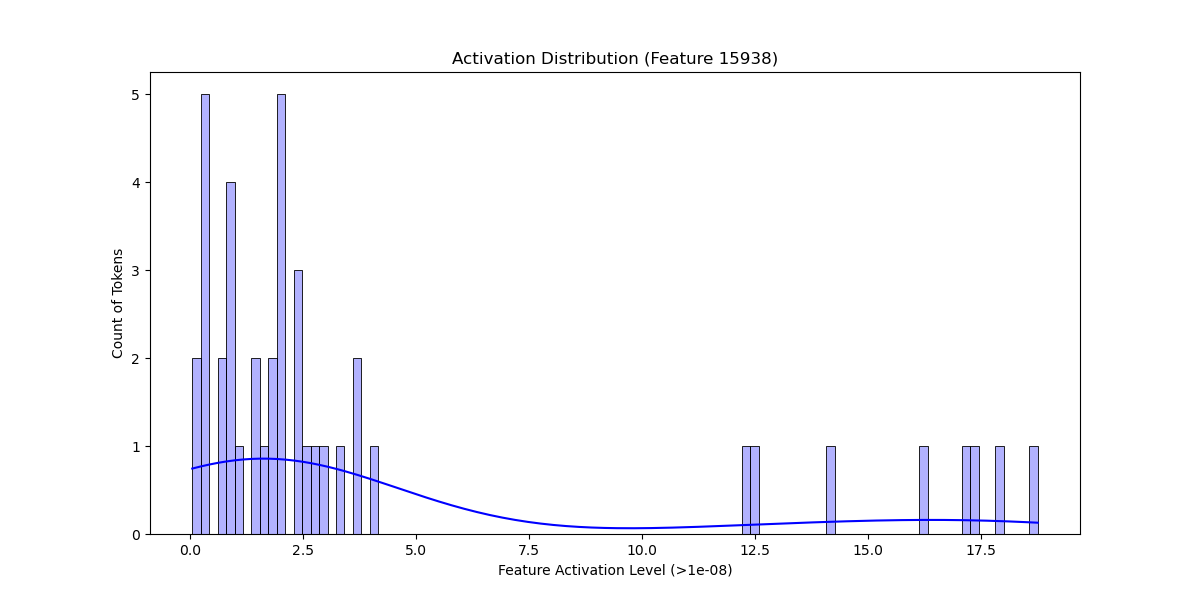 Activation Distribution (Feature 15938)
Count of Tokens
5
4
3
2
1
0
0.0 2.5 5.0 7.5 10.0 12.5 15.0 17.5
Feature Activation Level (>1e-08)